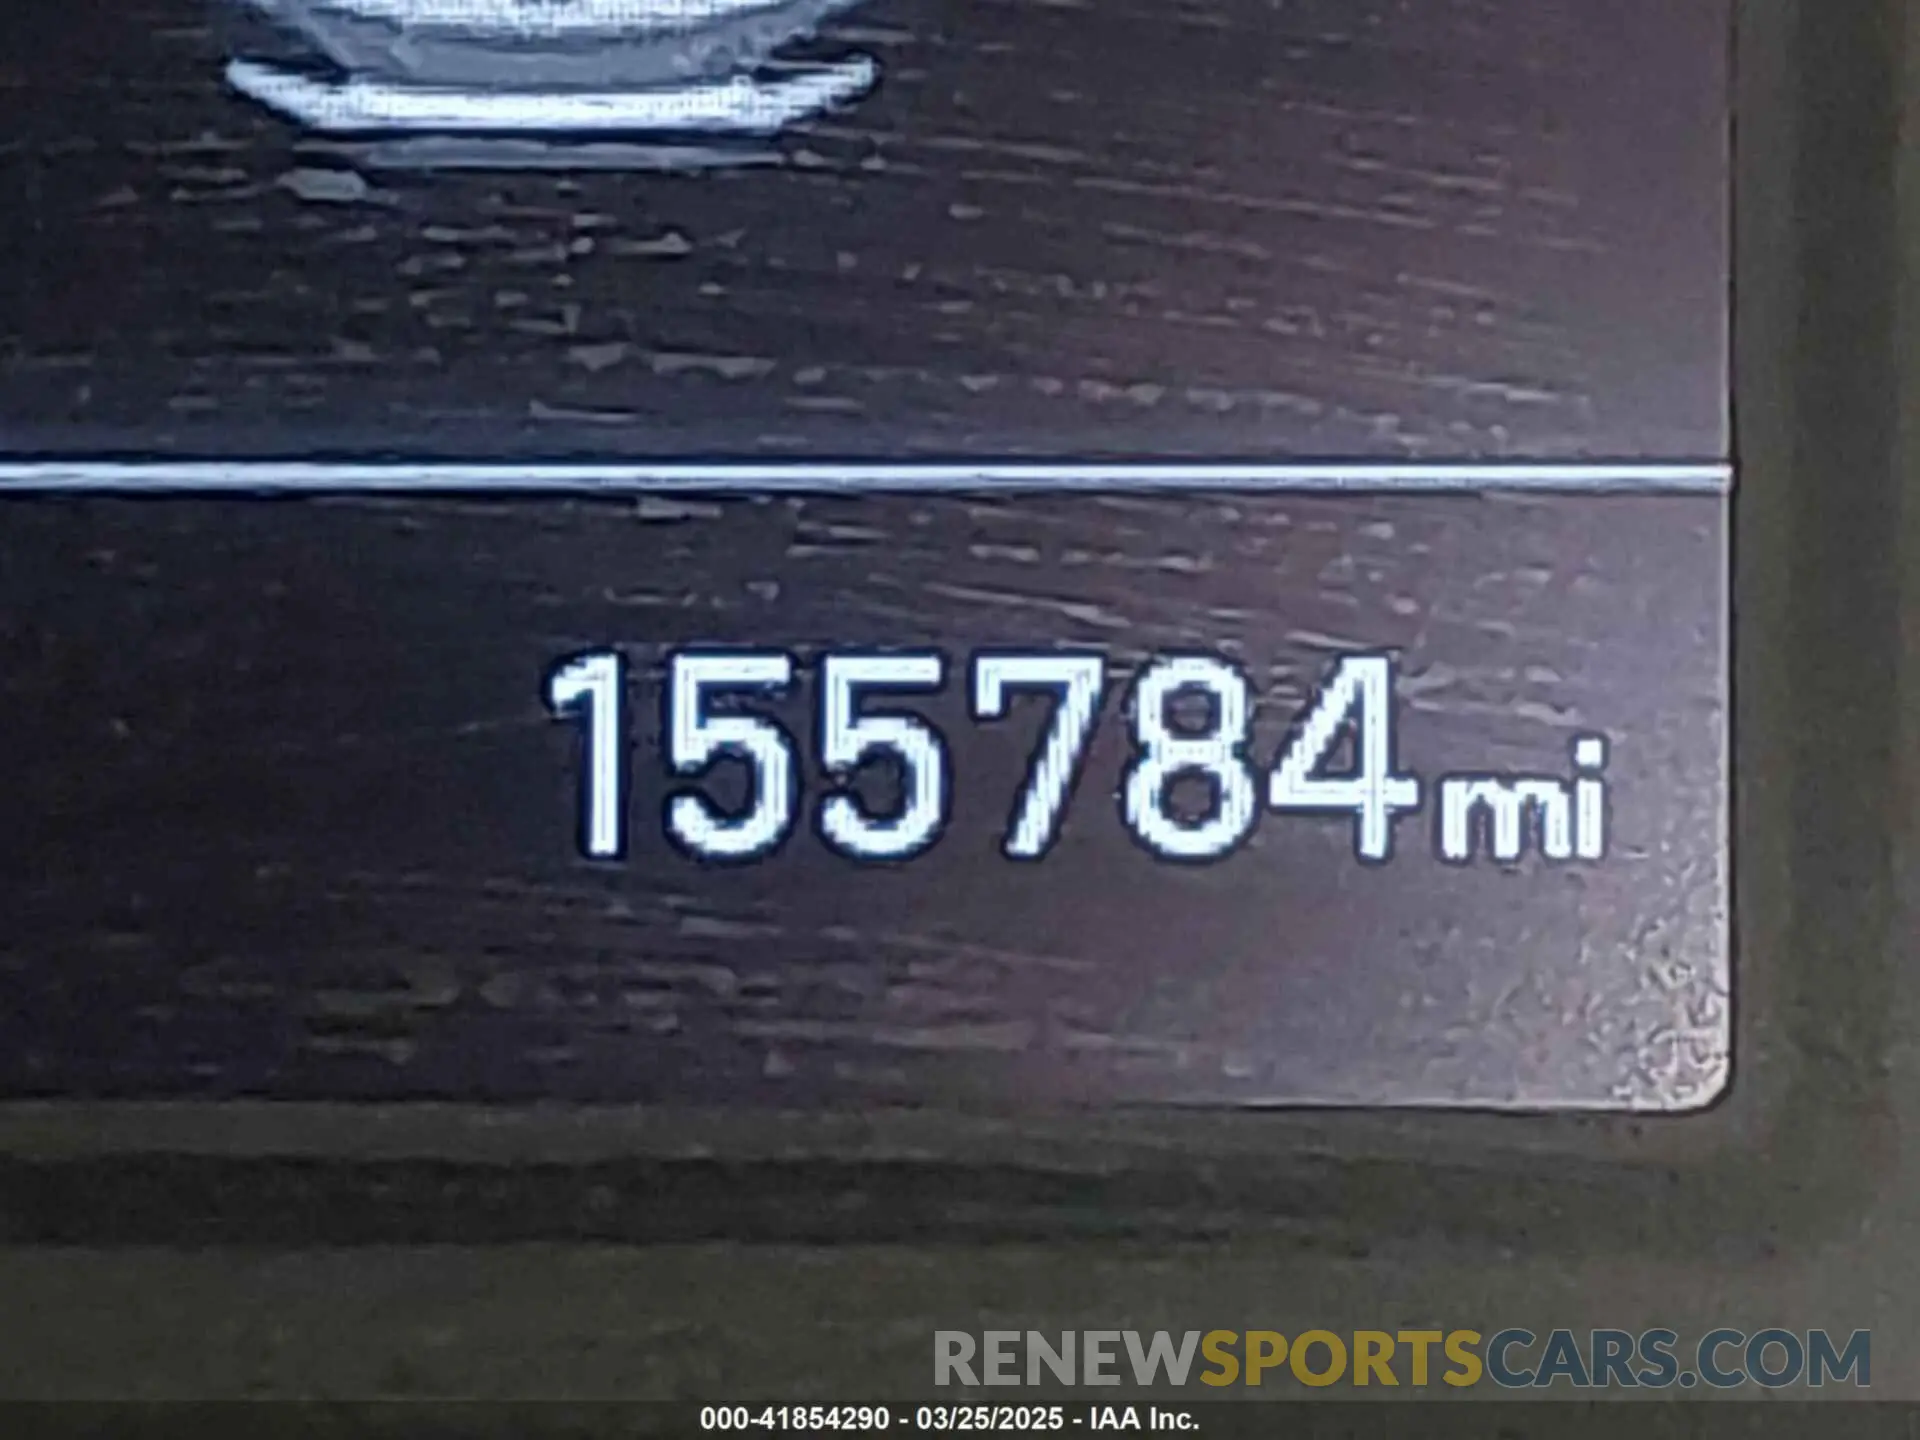 155784mi
RENEWSPORTSCARS.COM
000-41854290 - 03/25/2025 - IAA Inc.